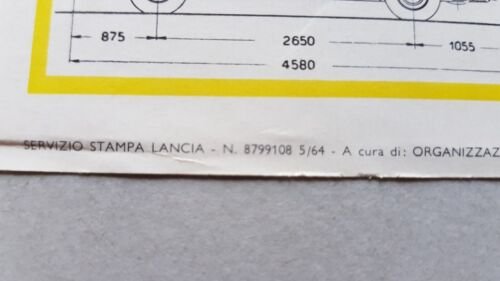 875 2650 1055
4580
SERVIZIO STAMPA LANCIA - N. 8799108 5/64 - A cura di: ORGANIZZAZ